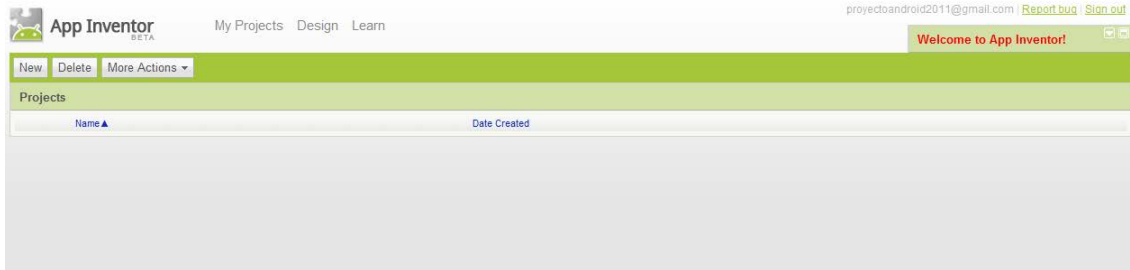 proyectoandroid2011@gmail.com | Report bug | Sign out
App Inventor
BETA
My Projects Design Learn
Welcome to App Inventor!
New Delete More Actions ▾
Projects
Name▲ Date Created